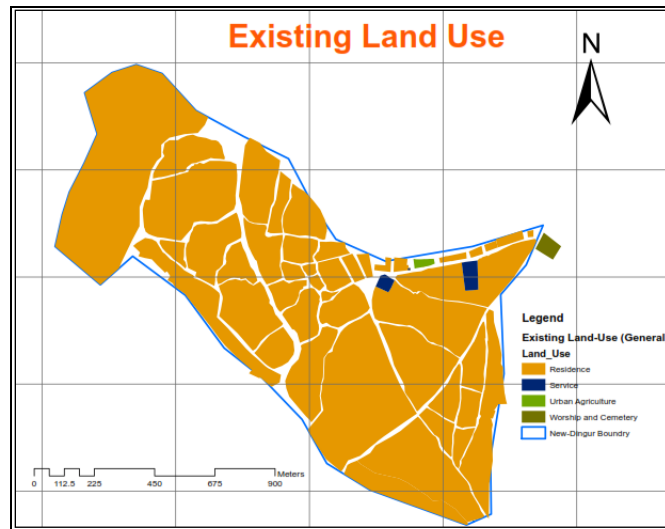 Existing Land Use
N
Legend
Existing Land-Use (General
Land_Use
Residence
Service
Urban Agriculture
Worship and Cemetery
New-Dingur Boundry
Meters
0 112.5 225 450 675 900